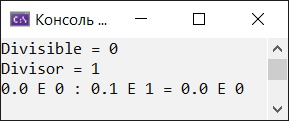 Консоль ...
Divisible = 0
Divisor = 1
0.0 E 0 : 0.1 E 1 = 0.0 E 0